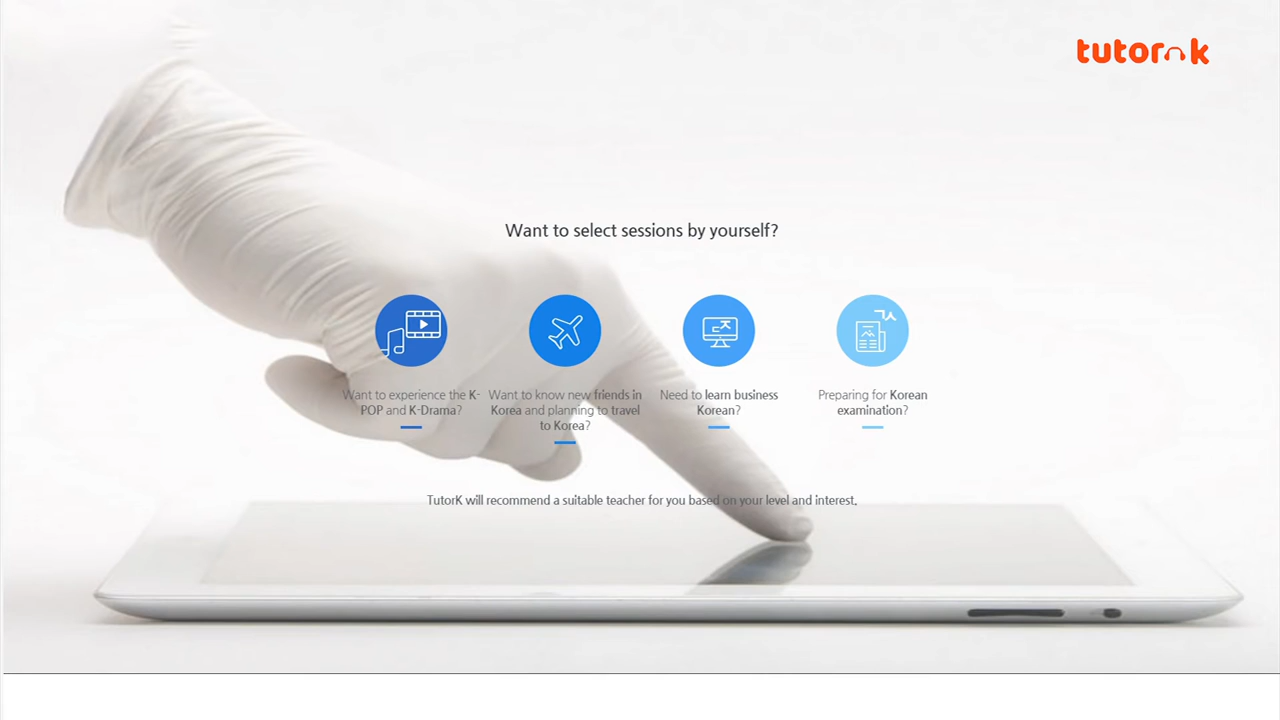 tutork
Want to select sessions by yourself?
Want to experience the K-
POP and K-Drama?
Want to know new friends in
Korea and planning to travel
to Korea?
Need to learn business
Korean?
Preparing for Korean
examination?
TutorK will recommend a suitable teacher for you based on your level and interest.